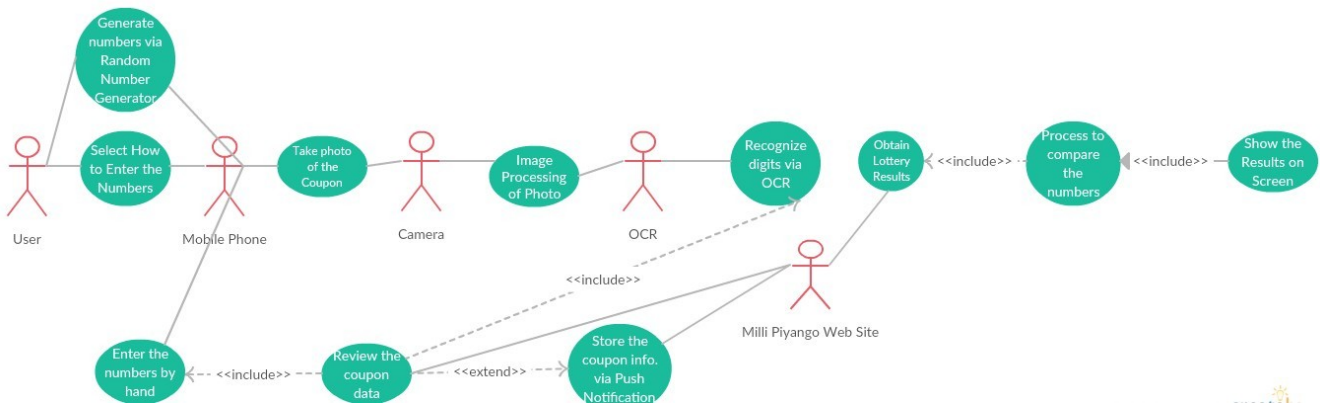 Generate
numbers via
Random
Number
Generator
Select How
to Enter the
Numbers
Take photo
of the
Coupon
Image
Processing
of Photo
Recognize
digits via
OCR
Obtain
Lottery
Results
<<include>>
Process to
compare
the
numbers
<<include>>
Show the
Results on
Screen
User
Mobile Phone
Camera
OCR
<<include>>
Milli Piyango Web Site
Enter the
numbers by
hand
<<include>>
Review the
coupon
data
<<extend>>
Store the
coupon info.
via Push
Notification